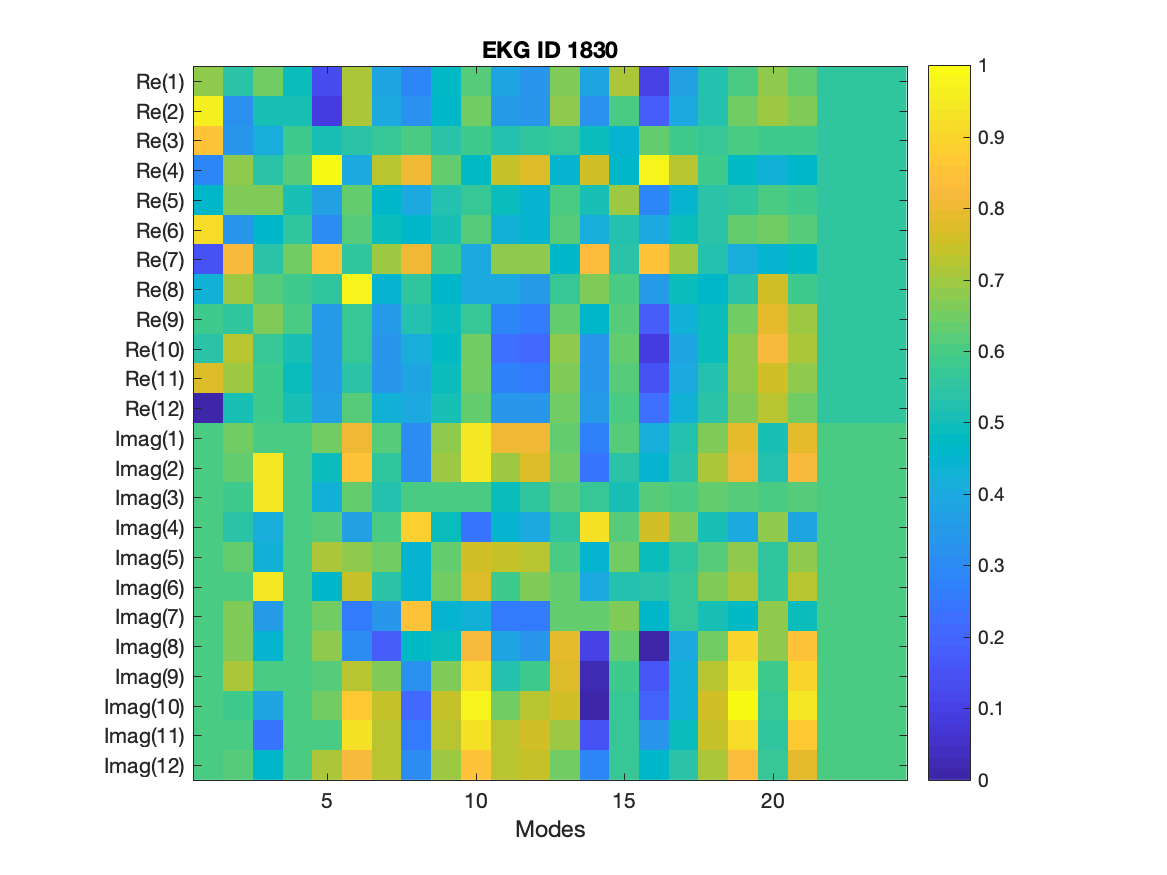 EKG ID 1830
Re(1)
Re(2)
Re(3)
Re(4)
Re(5)
Re(6)
Re(7)
Re(8)
Re(9)
Re(10)
Re(11)
Re(12)
Imag(1)
Imag(2)
Imag(3)
Imag(4)
Imag(5)
Imag(6)
Imag(7)
Imag(8)
Imag(9)
Imag(10)
Imag(11)
Imag(12)
5 10 15 20
Modes
1
0.9
0.8
0.7
0.6
0.5
0.4
0.3
0.2
0.1
0